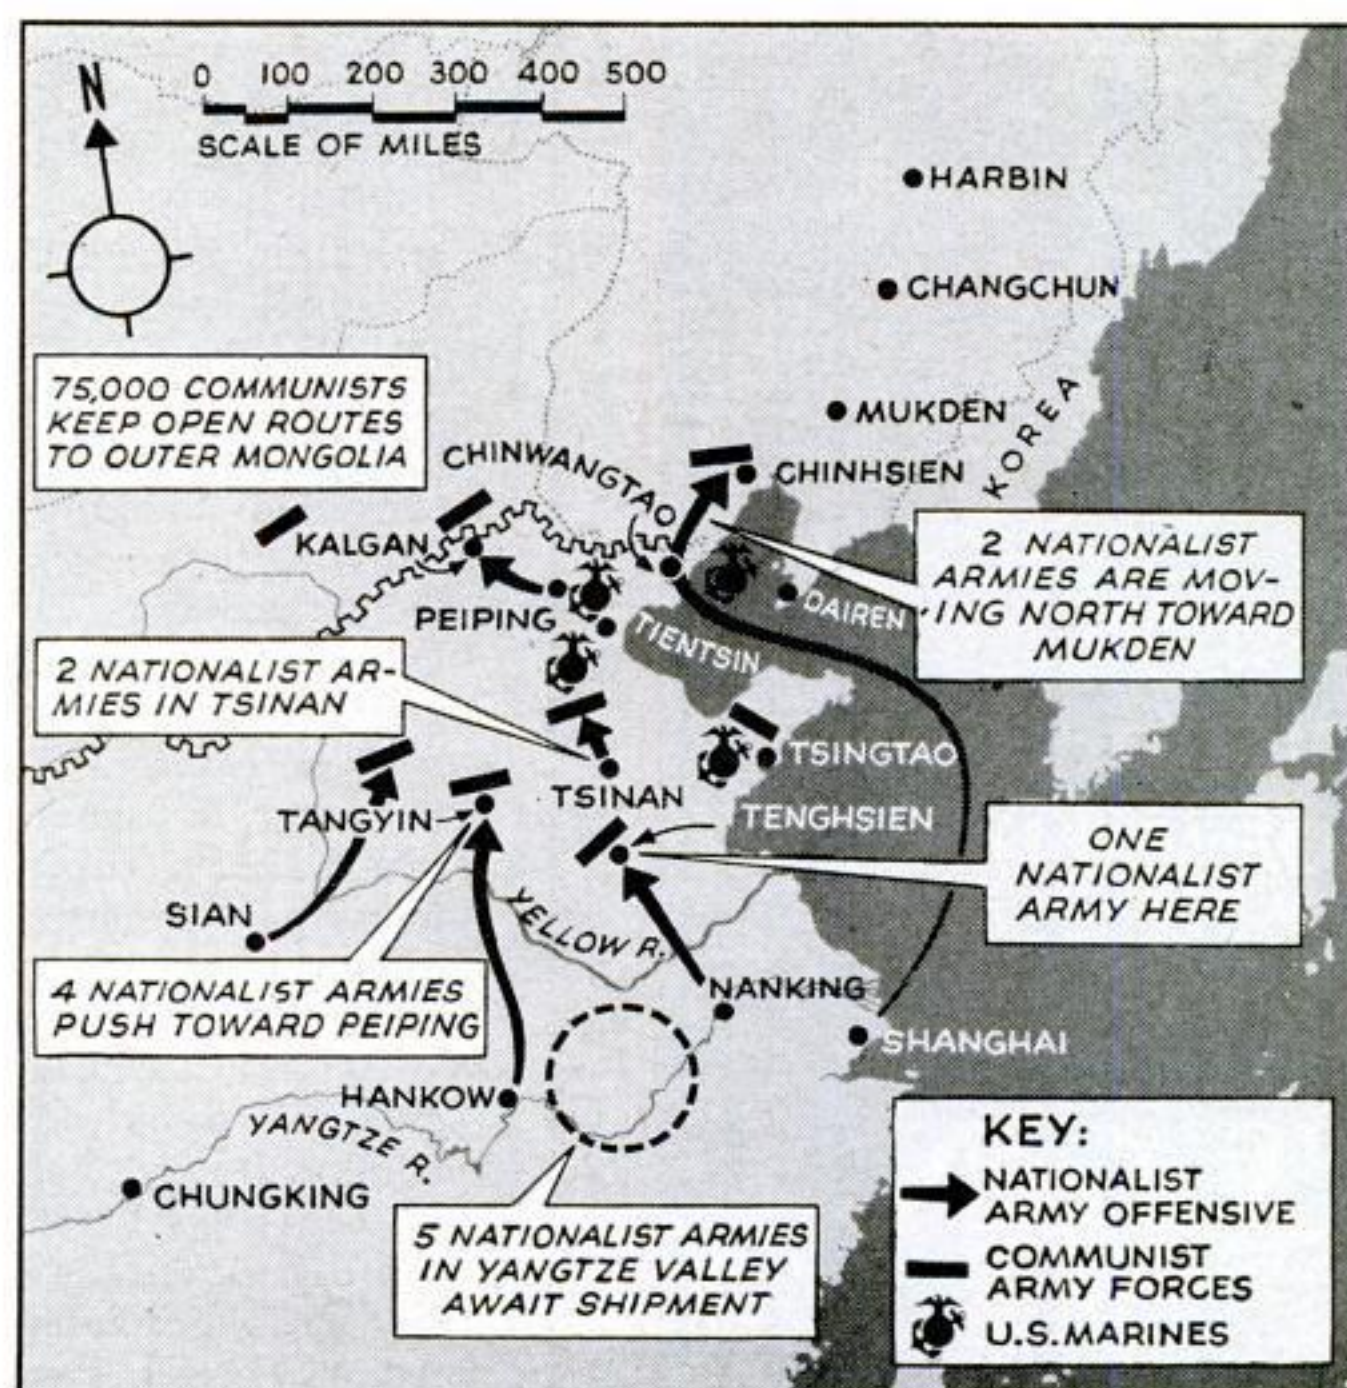 N
0 100 200 300 400 500
SCALE OF MILES
HARBIN
CHANGCHUN
75,000 COMMUNISTS
KEEP OPEN ROUTES
TO OUTER MONGOLIA
MUKDEN
KOREA
CHINWANGTAO
CHINHSIEN
KALGAN
2 NATIONALIST
ARMIES ARE MOV-
ING NORTH TOWARD
MUKDEN
PEIPING
DAIREN
TIENTSIN
2 NATIONALIST AR-
MIES IN TSINAN
TSINGTAO
TSINAN
TANGYIN
TENGHSIEN
ONE
NATIONALIST
ARMY HERE
SIAN
YELLOW R.
4 NATIONALIST ARMIES
PUSH TOWARD PEIPING
NANKING
SHANGHAI
HANKOW
YANGTZE R.
CHUNGKING
5 NATIONALIST ARMIES
IN YANGTZE VALLEY
AWAIT SHIPMENT
KEY:
NATIONALIST
ARMY OFFENSIVE
COMMUNIST
ARMY FORCES
U.S. MARINES